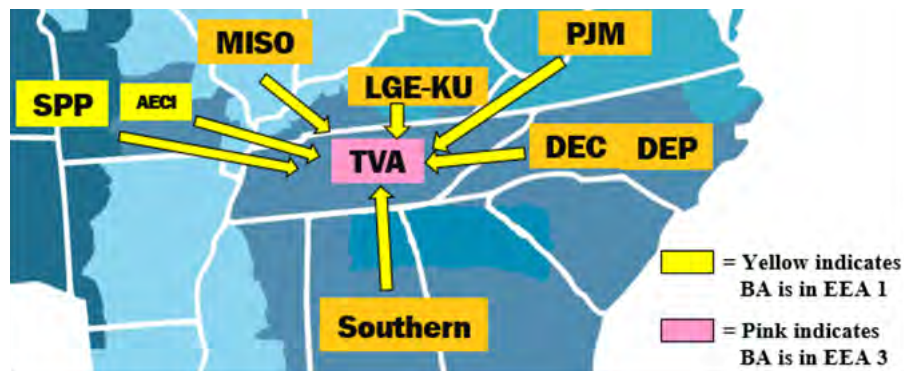 MISO
PJM
SPP
AECI
LGE-KU
TVA
DEC DEP
Southern
= Yellow indicates
BA is in EEA 1
= Pink indicates
BA is in EEA 3